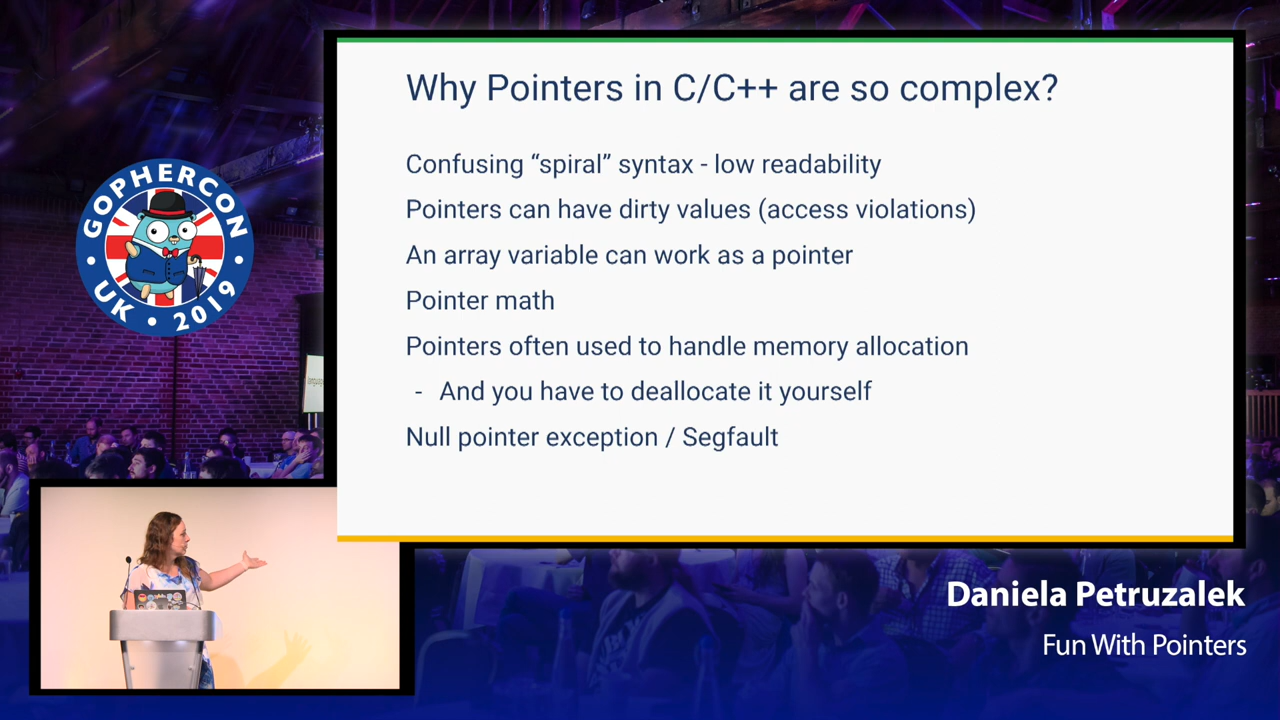 Why Pointers in C/C++ are so complex?
Confusing “spiral” syntax - low readability
Pointers can have dirty values (access violations)
An array variable can work as a pointer
Pointer math
Pointers often used to handle memory allocation
- And you have to deallocate it yourself
Null pointer exception / Segfault
GOPHERCON
UK • 2019
Daniela Petruzalek
Fun With Pointers